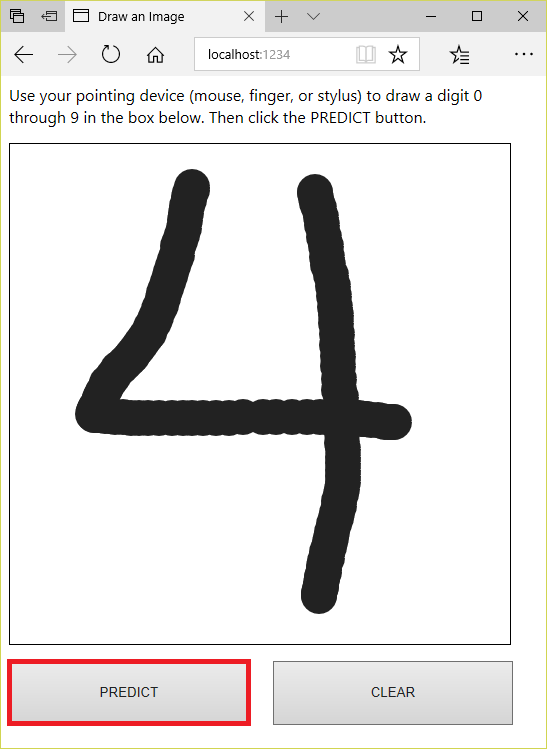 Draw an Image
localhost:1234
Use your pointing device (mouse, finger, or stylus) to draw a digit 0
through 9 in the box below. Then click the PREDICT button.
4
PREDICT
CLEAR